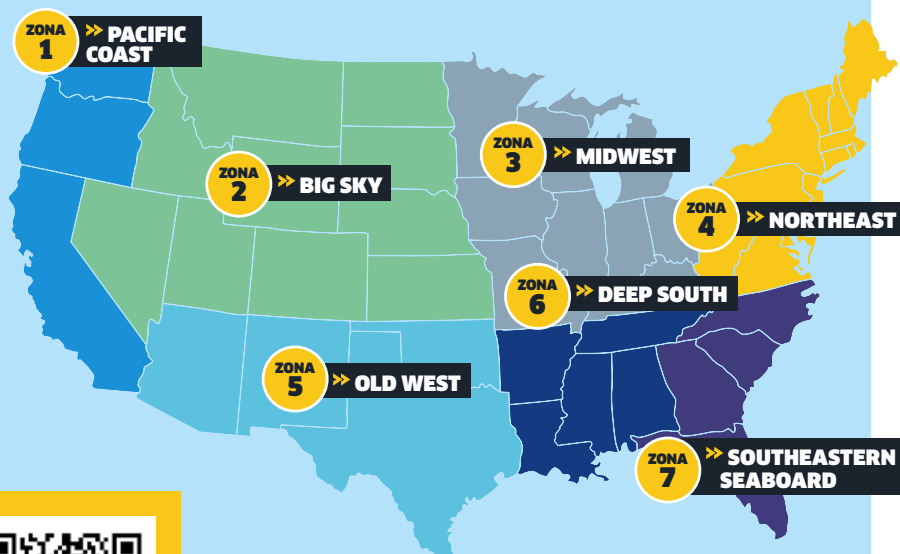 ZONA
1
» PACIFIC
COAST
ZONA
2
» BIG SKY
ZONA
3
» MIDWEST
ZONA
4
» NORTHEAST
ZONA
6
» DEEP SOUTH
ZONA
5
» OLD WEST
ZONA
7
» SOUTHEASTERN
SEABOARD